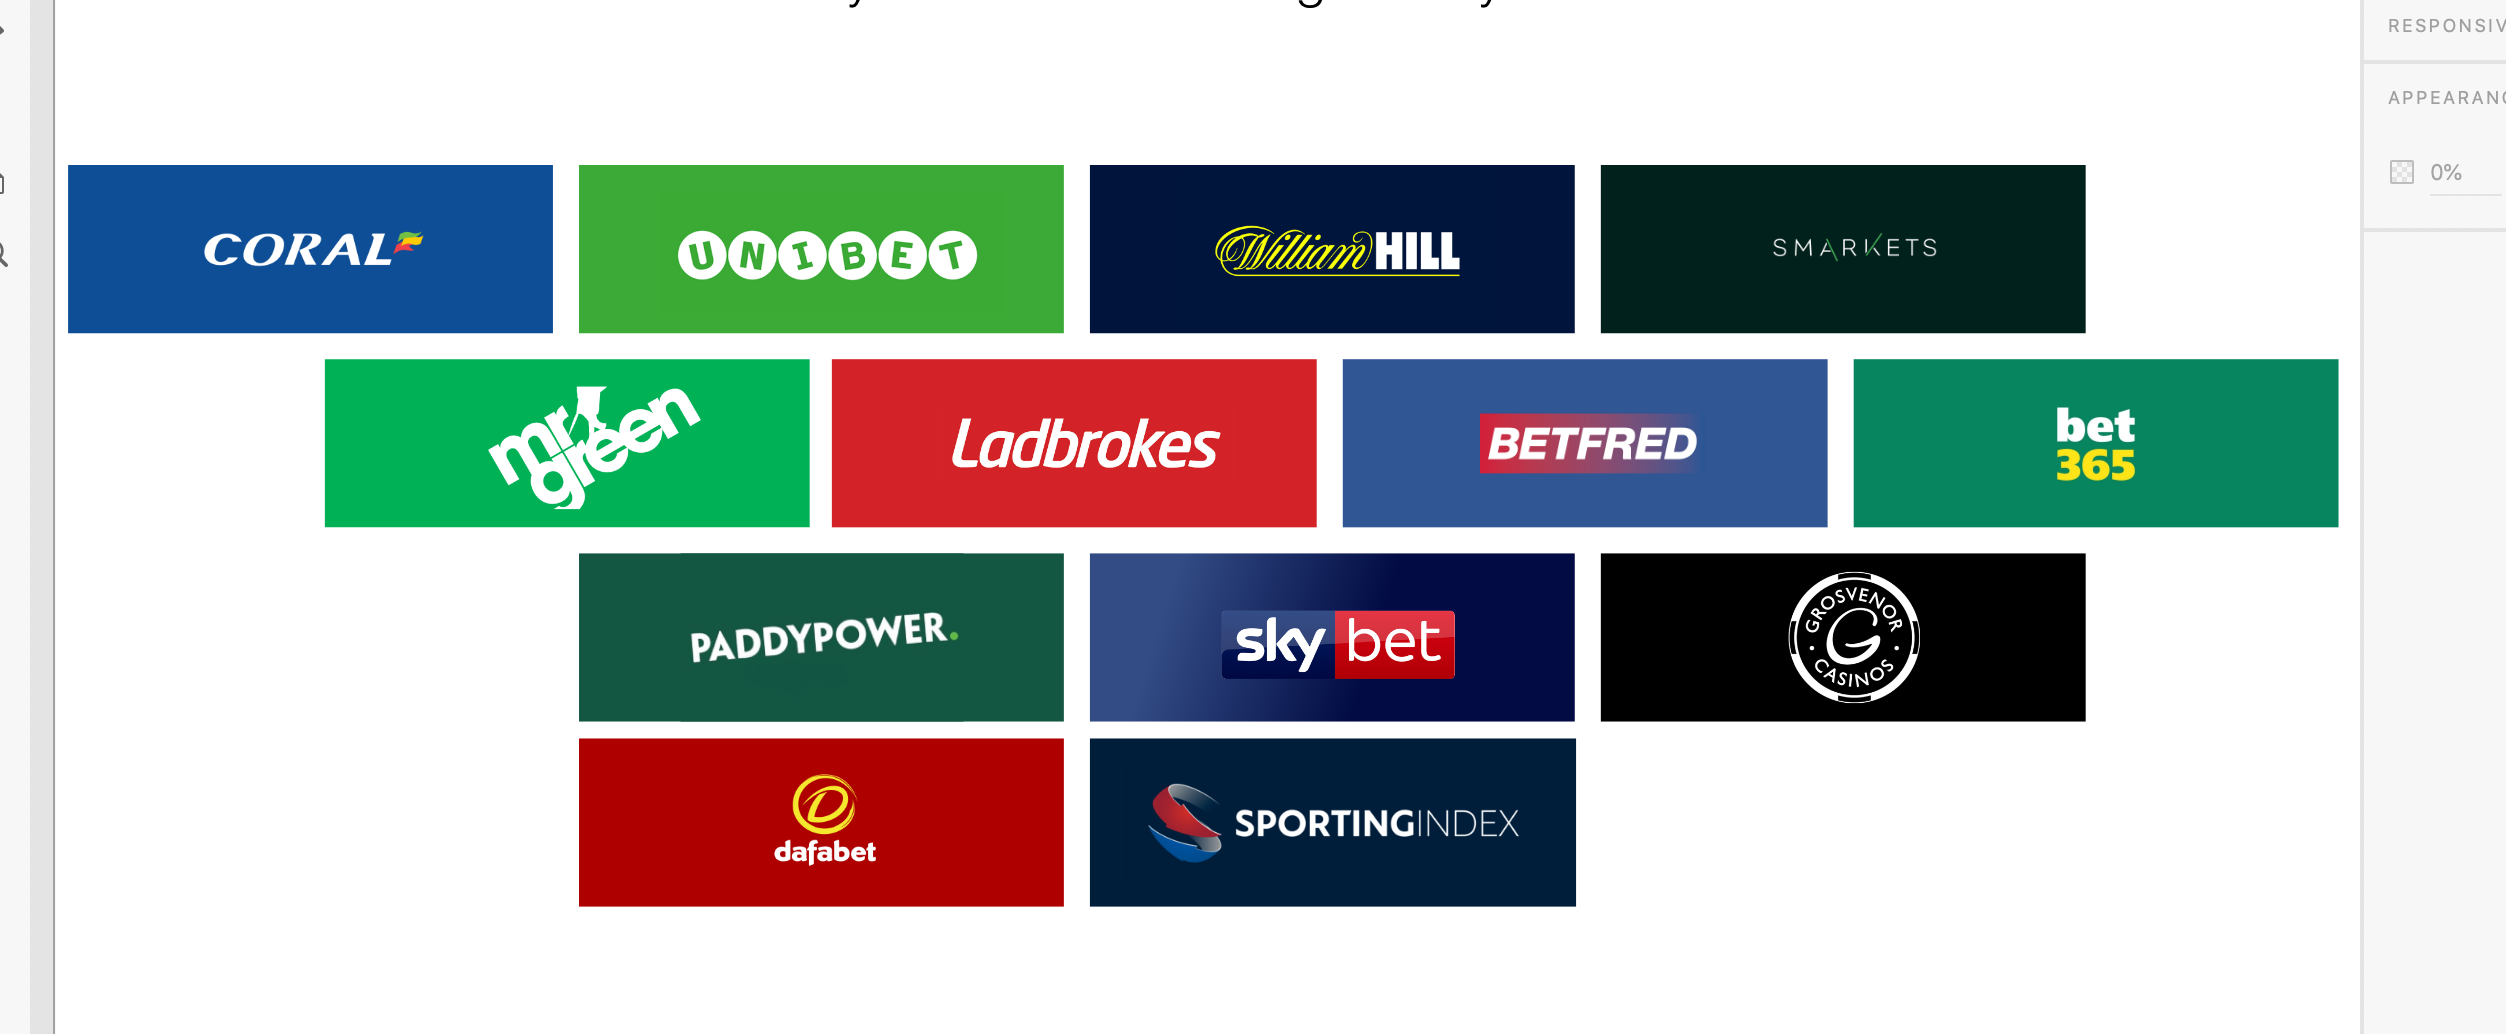 RESPONSIV
APPEARANC
0%
CORAL
UNIBET
William HILL
SMARKETS
mr green
Ladbrokes
BETFRED
bet
365
PADDYPOWER.
sky bet
GROSVENOR
G
CASINOS
dafabet
SPORTINGINDEX